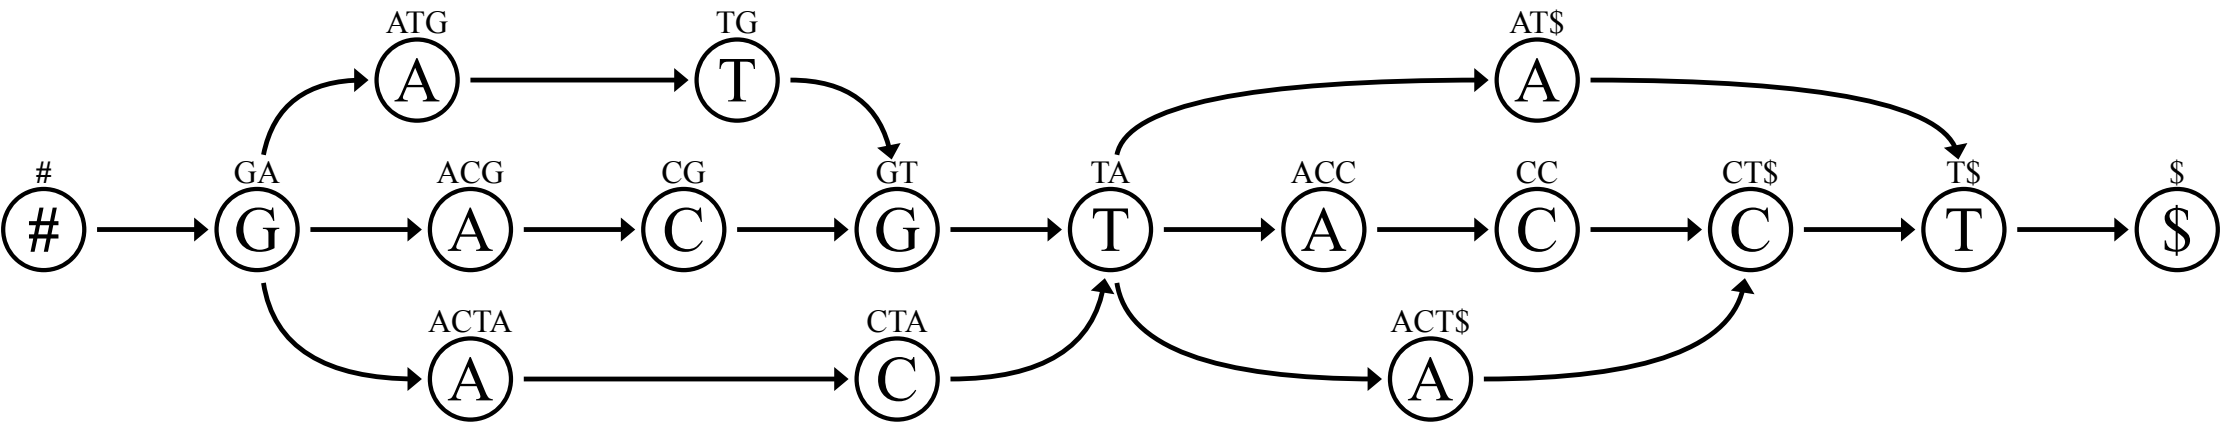 ATG TG AT$
A T A
# GA ACG CG GT TA ACC CC CT$ T$ $
# G A C G T A C C T $
ACTA CTA ACT$
A C A